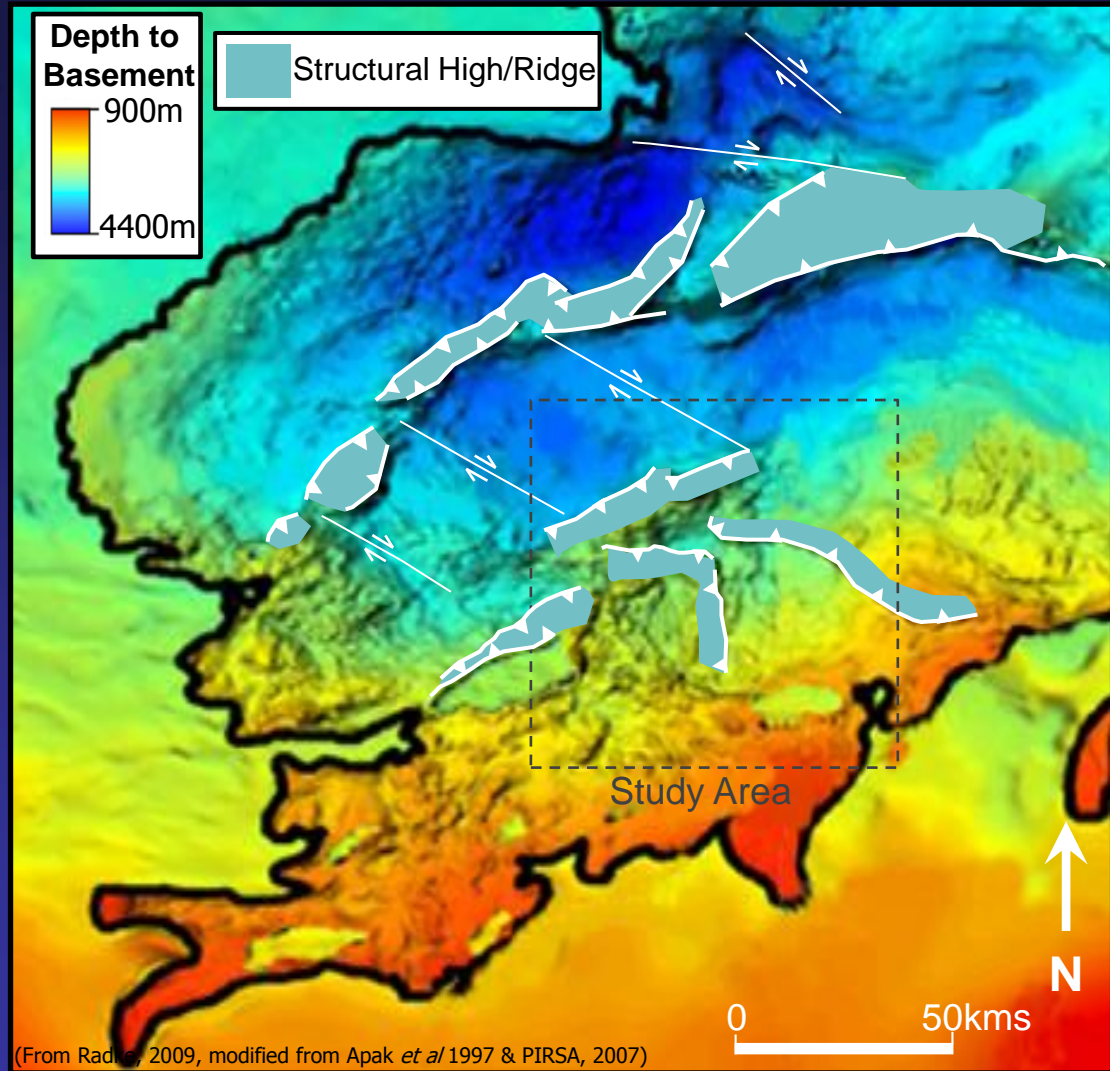 Depth to
Basement
900m
4400m
Structural High/Ridge
Study Area
N
0 50kms
(From Radke, 2009, modified from Apak et al 1997 & PIRSA, 2007)